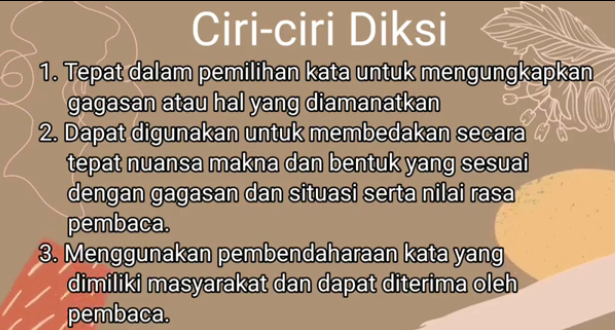 Ciri-ciri Diksi
1. Tepat dalam pemilihan kata untuk mengungkapkan
gagasan atau hal yang diamanatkan
2. Dapat digunakan untuk membedakan secara
tepat nuansa makna dan bentuk yang sesuai
dengan gagasan dan situasi serta nilai rasa
pembaca.
3. Menggunakan pembendaharaan kata yang
dimiliki masyarakat dan dapat diterima oleh
pembaca.